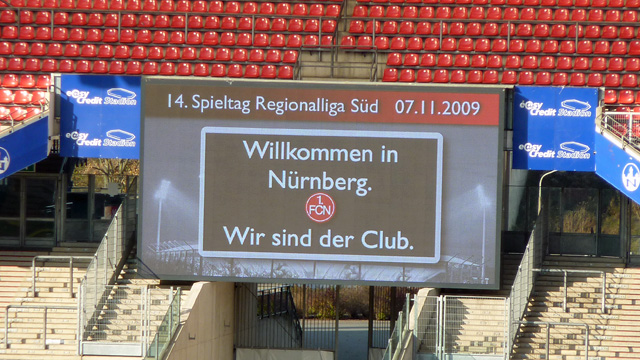 14. Spieltag Regionalliga Süd 07.11.2009
Willkommen in
Nürnberg.
1.
FCN
Wir sind der Club.
easy
Credit Stadion
easy
Credit Stadion
easy
Credit Stadion
easy
Credit Stadion